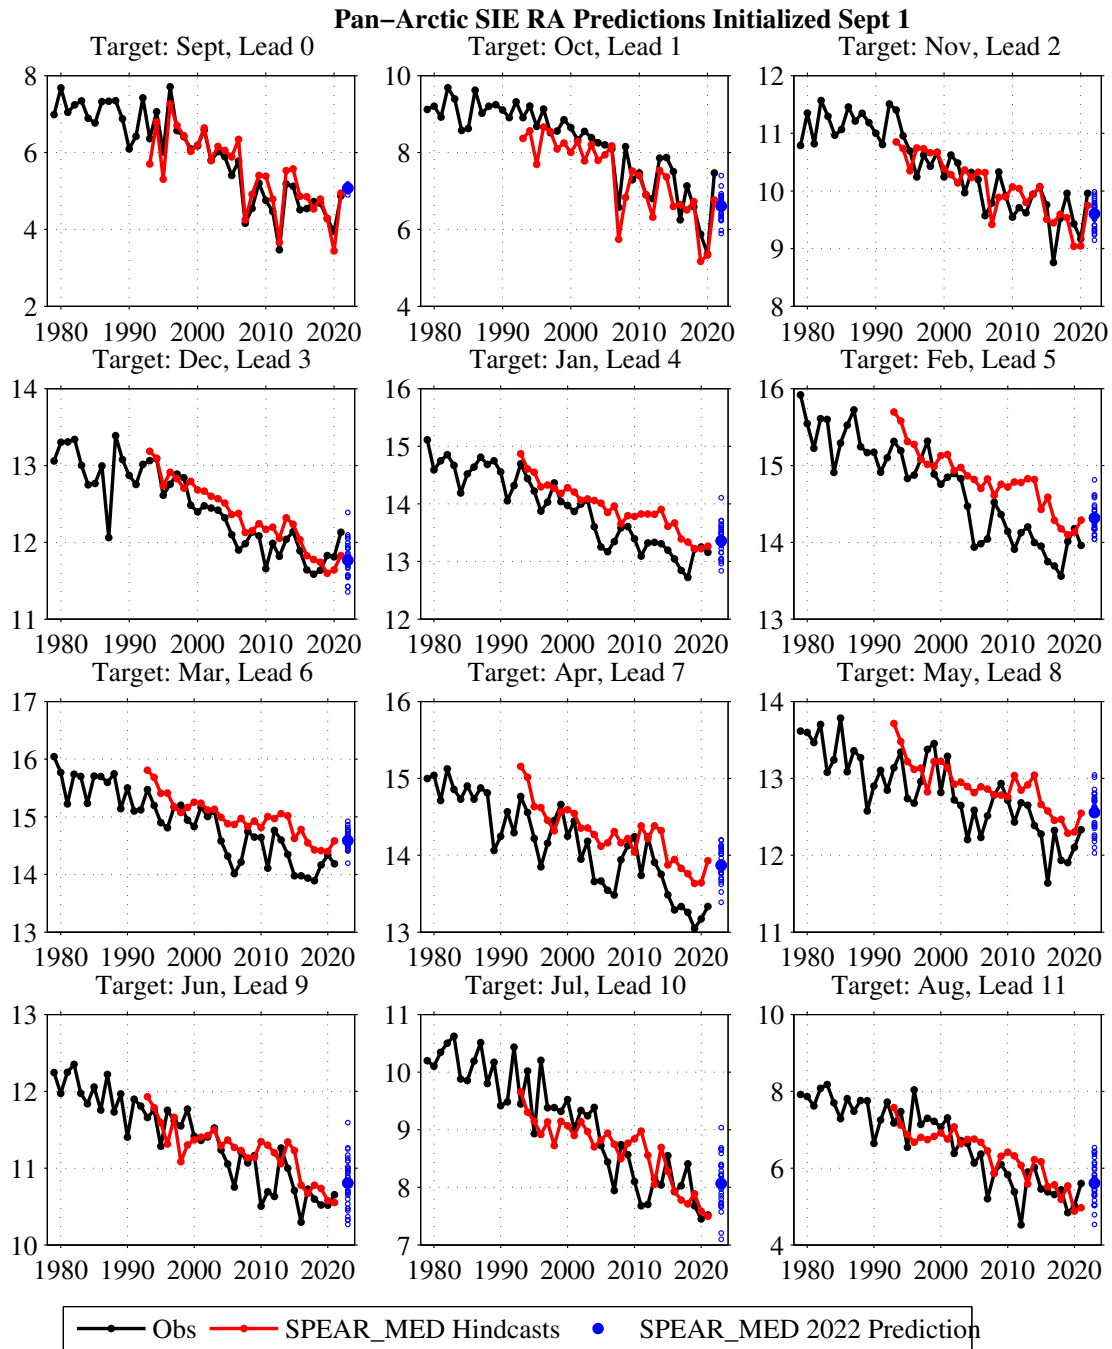 Pan−Arctic SIE RA Predictions Initialized Sept 1
Target: Sept, Lead 0
Target: Oct, Lead 1
Target: Nov, Lead 2
8
6
4
2
1980 1990 2000 2010 2020
10
8
6
4
1980 1990 2000 2010 2020
12
11
10
9
8
1980 1990 2000 2010 2020
Target: Dec, Lead 3
Target: Jan, Lead 4
Target: Feb, Lead 5
14
13
12
11
1980 1990 2000 2010 2020
16
15
14
13
12
1980 1990 2000 2010 2020
16
15
14
13
1980 1990 2000 2010 2020
Target: Mar, Lead 6
Target: Apr, Lead 7
Target: May, Lead 8
17
16
15
14
13
1980 1990 2000 2010 2020
16
15
14
13
1980 1990 2000 2010 2020
14
13
12
11
1980 1990 2000 2010 2020
Target: Jun, Lead 9
Target: Jul, Lead 10
Target: Aug, Lead 11
13
12
11
10
1980 1990 2000 2010 2020
11
10
9
8
7
1980 1990 2000 2010 2020
10
8
6
4
1980 1990 2000 2010 2020
Obs SPEAR_MED Hindcasts SPEAR_MED 2022 Prediction